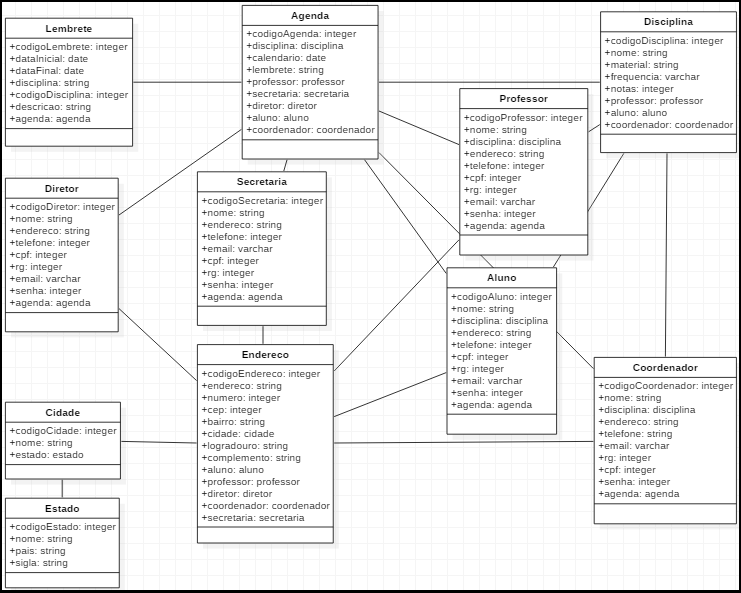 Lembrete
+codigoLembrete: integer
+dataInicial: date
+dataFinal: date
+disciplina: string
+codigoDisciplina: integer
+descricao: string
+agenda: agenda
Agenda
+codigoAgenda: integer
+disciplina: disciplina
+calendario: date
+lembrete: string
+professor: professor
+secretaria: secretaria
+diretor: diretor
+aluno: aluno
+coordenador: coordenador
Disciplina
+codigoDisciplina: integer
+nome: string
+material: string
+frequencia: varchar
+notas: integer
+professor: professor
+aluno: aluno
+coordenador: coordenador
Professor
+codigoProfessor: integer
+nome: string
+disciplina: disciplina
+endereco: string
+telefone: integer
+cpf: integer
+rg: integer
+email: varchar
+senha: integer
+agenda: agenda
Diretor
+codigoDiretor: integer
+nome: string
+endereco: string
+telefone: integer
+cpf: integer
+rg: integer
+email: varchar
+senha: integer
+agenda: agenda
Secretaria
+codigoSecretaria: integer
+nome: string
+endereco: string
+telefone: integer
+email: varchar
+cpf: integer
+rg: integer
+senha: integer
+agenda: agenda
Aluno
+codigoAluno: integer
+nome: string
+disciplina: disciplina
+endereco: string
+telefone: integer
+cpf: integer
+rg: integer
+email: varchar
+senha: integer
+agenda: agenda
Endereco
+codigoEndereco: integer
+endereco: string
+numero: integer
+cep: integer
+bairro: string
+cidade: cidade
+logradouro: string
+complemento: string
+aluno: aluno
+professor: professor
+diretor: diretor
+coordenador: coordenador
+secretaria: secretaria
Coordenador
+codigoCoordenador: integer
+nome: string
+disciplina: disciplina
+endereco: string
+telefone: string
+email: varchar
+rg: integer
+cpf: integer
+senha: integer
+agenda: agenda
Cidade
+codigoCidade: integer
+nome: string
+estado: estado
Estado
+codigoEstado: integer
+nome: string
+pais: string
+sigla: string